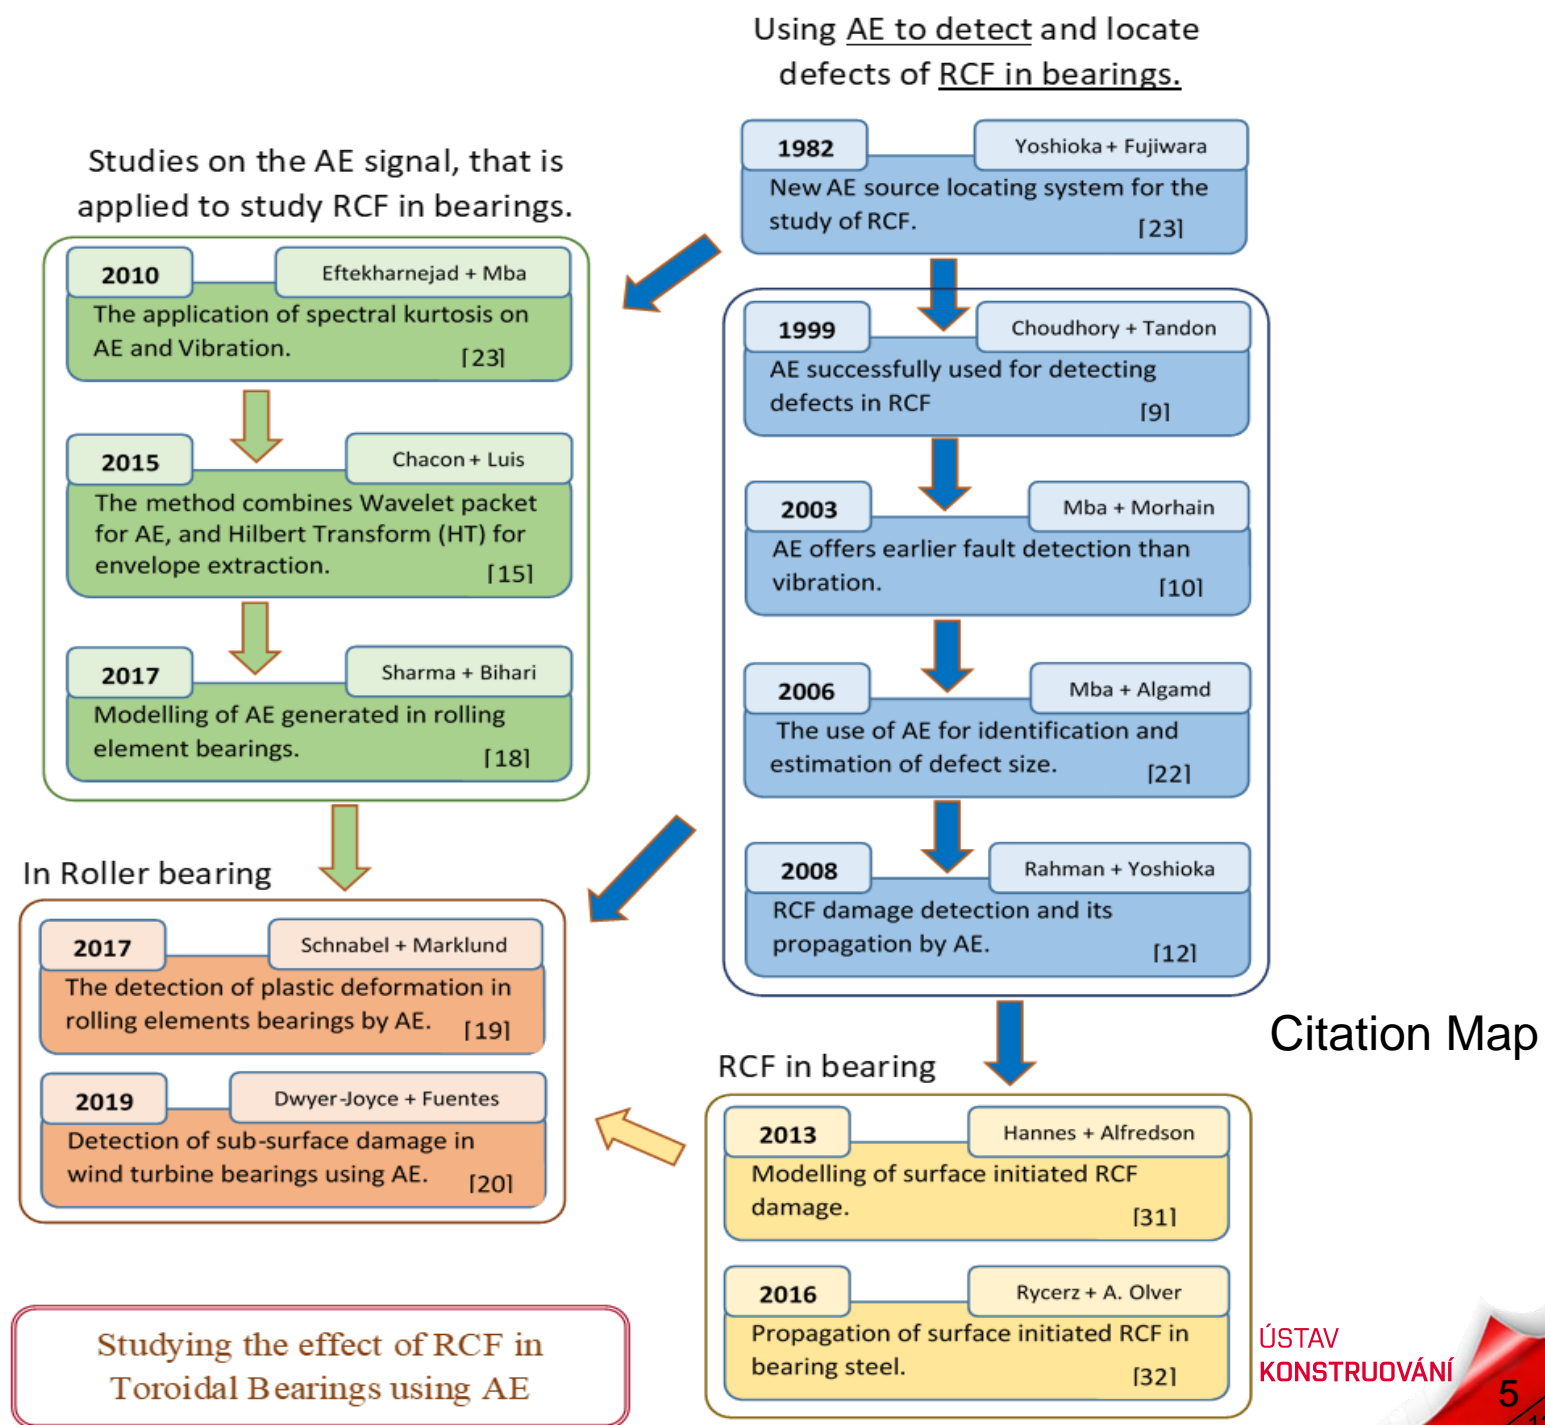 Using AE to detect and locate
defects of RCF in bearings.
1982
Yoshioka + Fujiwara
New AE source locating system for the
study of RCF.
[23]
1999
Choudhory + Tandon
AE successfully used for detecting
defects in RCF
[9]
2003
Mba + Morhain
AE offers earlier fault detection than
vibration.
[10]
2006
Mba + Algamd
The use of AE for identification and
estimation of defect size.
[22]
2008
Rahman + Yoshioka
RCF damage detection and its
propagation by AE.
[12]
Studies on the AE signal, that is
applied to study RCF in bearings.
2010
Eftekharnejad + Mba
The application of spectral kurtosis on
AE and Vibration.
[23]
2015
Chacon + Luis
The method combines Wavelet packet
for AE, and Hilbert Transform (HT) for
envelope extraction.
[15]
2017
Sharma + Bihari
Modelling of AE generated in rolling
element bearings.
[18]
In Roller bearing
2017
Schnabel + Marklund
The detection of plastic deformation in
rolling elements bearings by AE.
[19]
2019
Dwyer-Joyce + Fuentes
Detection of sub-surface damage in
wind turbine bearings using AE.
[20]
RCF in bearing
2013
Hannes + Alfredson
Modelling of surface initiated RCF
damage.
[31]
2016
Rycerz + A. Olver
Propagation of surface initiated RCF in
bearing steel.
[32]
Citation Map
Studying the effect of RCF in
Toroidal Bearings using AE
ÚSTAV
KONSTRUOVÁNÍ
5